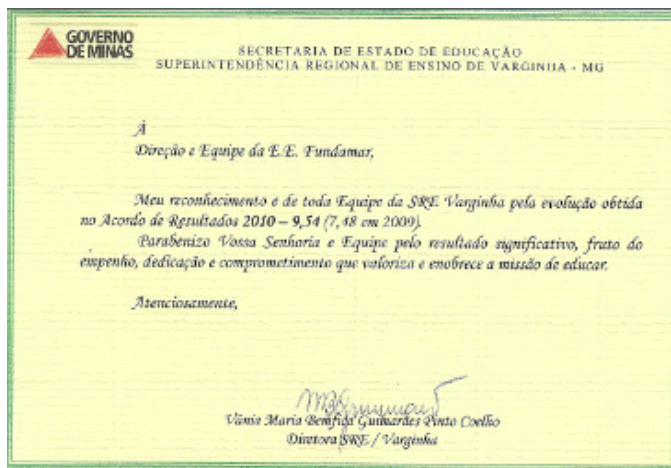 GOVERNO
DE MINAS
SECRETARIA DE ESTADO DE EDUCAÇÃO
SUPERINTENDÊNCIA REGIONAL DE ENSINO DE VARGINHA - MG
À
Direção e Equipe da E.E. Fundamar,
Meu reconhecimento e de toda Equipe da SRE Varginha pela evolução obtida
no Acordo de Resultados 2010 – 9,54 (7,48 em 2009).
Parabenizo Vossa Senhoria e Equipe pelo resultado significativo, fruto do
empenho, dedicação e comprometimento que valoriza e enobrece a missão de educar.
Atenciosamente,
Vânia Maria Bemfica Guimarães Pinto Coelho
Diretora SRE / Varginha